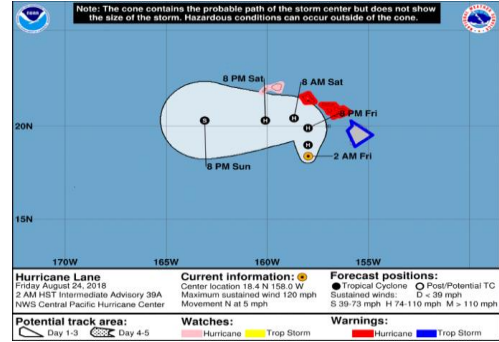 Note: The cone contains the probable path of the storm center but does not show
the size of the storm. Hazardous conditions can occur outside of the cone.
NOAA
8 PM Sat
8 AM Sat
8 PM Fri
20N
H
H
H
H
S
2 AM Fri
8 PM Sun
15N
170W
165W
160W
155W
Hurricane Lane
Friday August 24, 2018
2 AM HST Intermediate Advisory 39A
NWS Central Pacific Hurricane Center
Current information:
Center location 18.4 N 158.0 W
Maximum sustained wind 120 mph
Movement N at 5 mph
Forecast positions:
Tropical Cyclone Post/Potential TC
Sustained winds: D < 39 mph
S 39-73 mph H 74-110 mph M > 110 mph
Potential track area:
Day 1-3 Day 4-5
Watches:
Hurricane Trop Storm
Warnings:
Hurricane Trop Storm